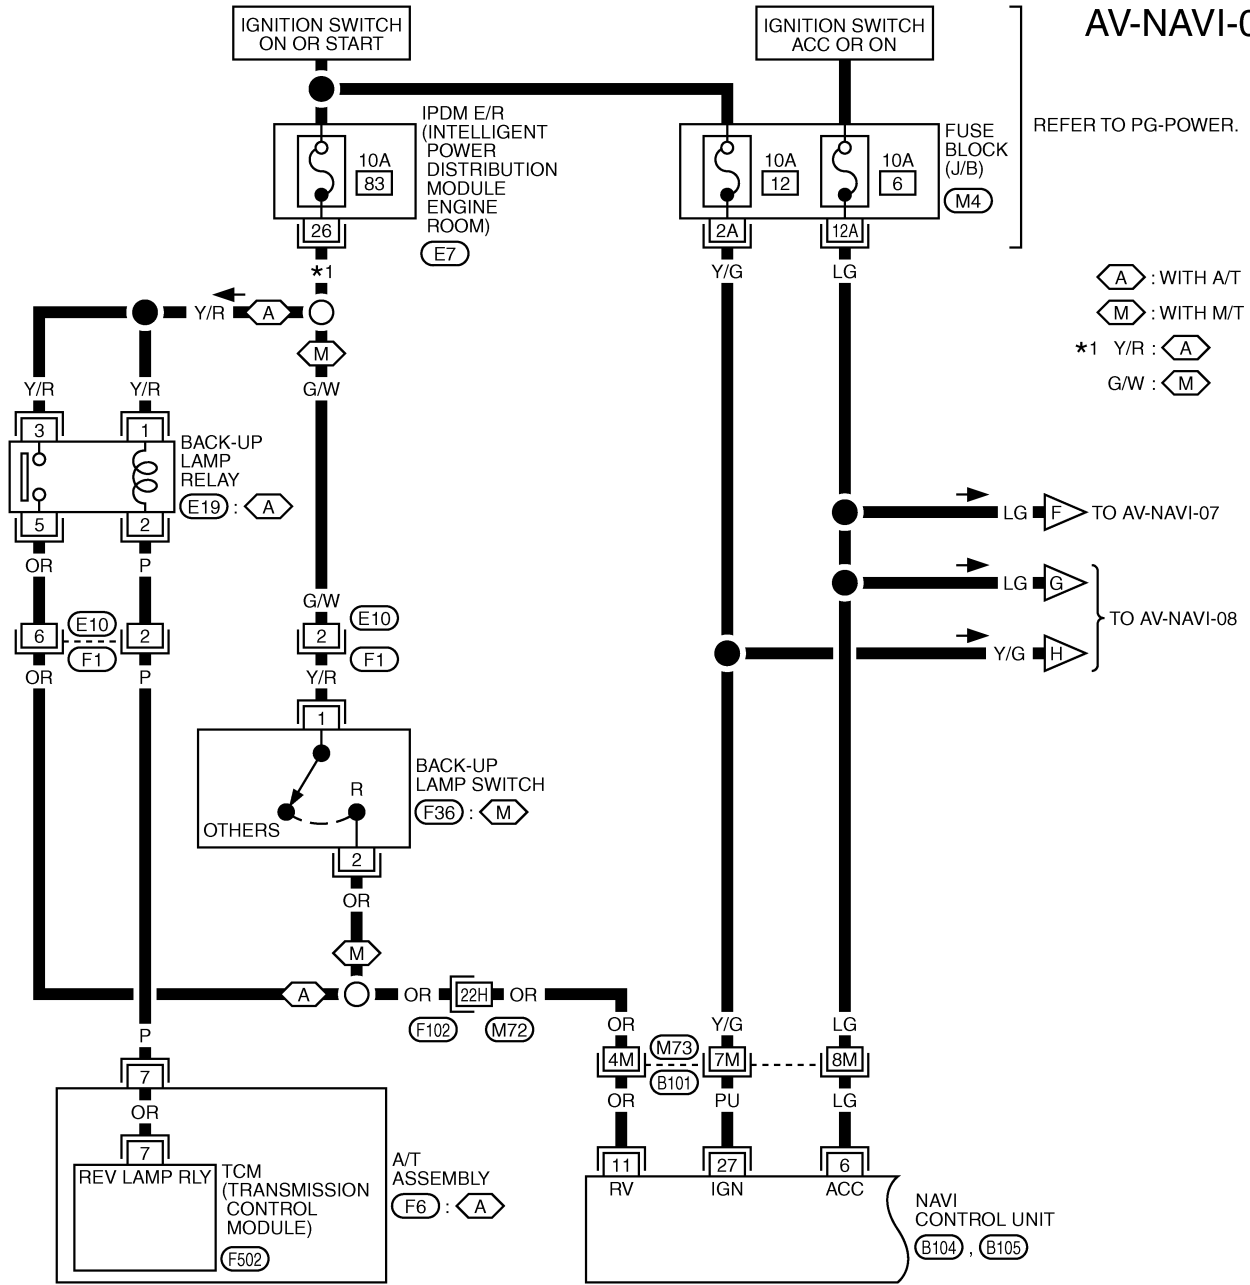 AV-NAVI-0
IGNITION SWITCH
ON OR START
IGNITION SWITCH
ACC OR ON
REFER TO PG-POWER.
IPDM E/R
(INTELLIGENT
POWER
DISTRIBUTION
MODULE
ENGINE
ROOM)
E7
10A
83
26
10A
12
10A
6
FUSE
BLOCK
(J/B)
M4
2A
12A
*1
Y/G
LG
A : WITH A/T
M : WITH M/T
*1 Y/R : A
G/W : M
Y/R
A
M
Y/R
Y/R
G/W
3
1
BACK-UP
LAMP
RELAY
E19 : A
5
2
OR
P
LG F TO AV-NAVI-07
LG G
TO AV-NAVI-08
Y/G H
G/W
6
E10
F1
2
2
E10
F1
OR
P
Y/R
1
BACK-UP
LAMP SWITCH
F36 : M
R
OTHERS
2
OR
M
A
OR
22H
OR
F102
M72
P
OR
Y/G
LG
4M
M73
B101
7M
8M
OR
PU
LG
7
OR
7
REV LAMP RLY
TCM
(TRANSMISSION
CONTROL
MODULE)
F502
A/T
ASSEMBLY
F6 : A
11
27
6
RV
IGN
ACC
NAVI
CONTROL UNIT
B104 , B105